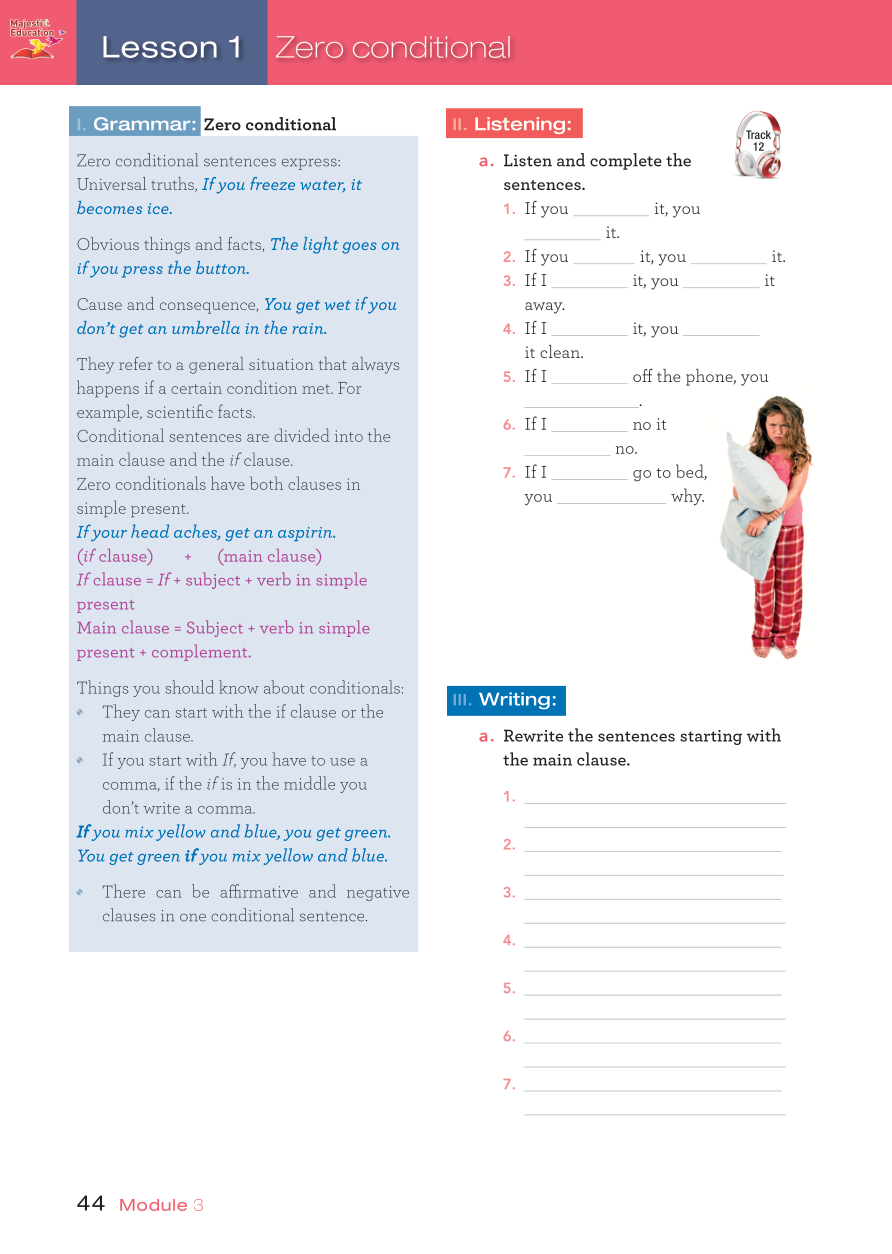 Majestic
Education
Lesson 1 Zero conditional
I. Grammar: Zero conditional
Zero conditional sentences express:
Universal truths, If you freeze water, it
becomes ice.
Obvious things and facts, The light goes on
if you press the button.
Cause and consequence, You get wet if you
don't get an umbrella in the rain.
They refer to a general situation that always
happens if a certain condition met. For
example, scientific facts.
Conditional sentences are divided into the
main clause and the if clause.
Zero conditionals have both clauses in
simple present.
If your head aches, get an aspirin.
(if clause) + (main clause)
If clause = If + subject + verb in simple
present
Main clause = Subject + verb in simple
present + complement.
Things you should know about conditionals:
They can start with the if clause or the
main clause.
If you start with If, you have to use a
comma, if the if is in the middle you
don't write a comma.
If you mix yellow and blue, you get green.
You get green if you mix yellow and blue.
There can be affirmative and negative
clauses in one conditional sentence.
II. Listening:
Track
12
a. Listen and complete the
sentences.
1. If you ________ it, you
________ it.
2. If you ________ it, you ________ it.
3. If I ________ it, you ________ it
away.
4. If I ________ it, you ________
it clean.
5. If I ________ off the phone, you
________.
6. If I ________ no it
________ no.
7. If I ________ go to bed,
you ________ why.
III. Writing:
a. Rewrite the sentences starting with
the main clause.
1.
2.
3.
4.
5.
6.
7.
44 Module 3